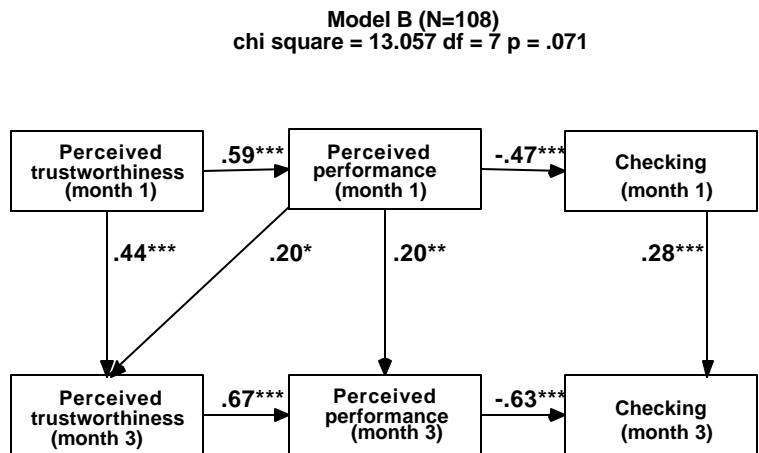 Model B (N=108)
chi square = 13.057 df = 7 p = .071
Perceived
trustworthiness
(month 1)
.59***
Perceived
performance
(month 1)
-.47***
Checking
(month 1)
.44***
.20*
.20**
.28***
Perceived
trustworthiness
(month 3)
.67***
Perceived
performance
(month 3)
-.63***
Checking
(month 3)